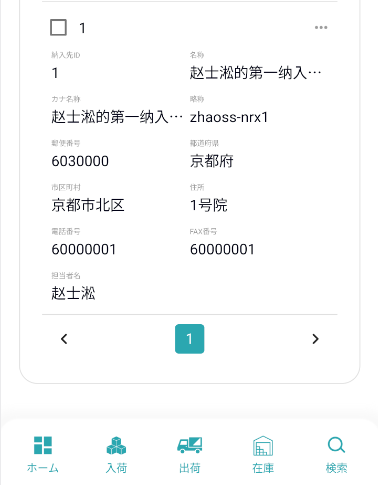 1
納入先ID 名称
1 赵士淞的第一纳入…
カナ名称 略称
赵士淞的第一纳入… zhaoss-nrx1
郵便番号 都道府県
6030000 京都府
市区町村 住所
京都市北区 1号院
電話番号 FAX番号
60000001 60000001
担当者名
赵士淞
1
ホーム 入荷 出荷 在庫 検索